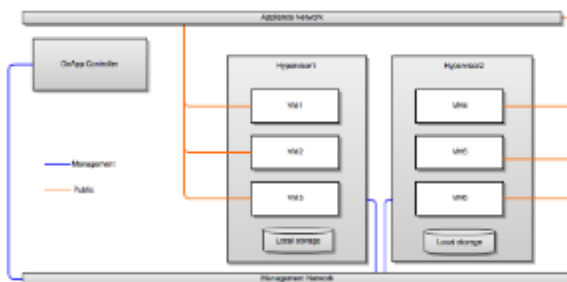 Appliance Network
OnApp Controller
Hypervisor1
Hypervisor2
VM1
VM4
VM2
VM5
Management
Public
VM3
VM6
Local storage
Local storage
Management Network